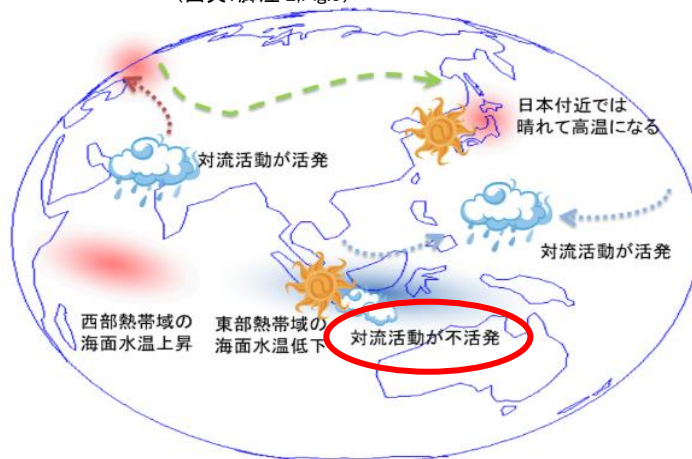 日本付近では
晴れて高温になる
対流活動が活発
対流活動が活発
西部熱帯域の
海面水温上昇
東部熱帯域の
海面水温低下
対流活動が不活発